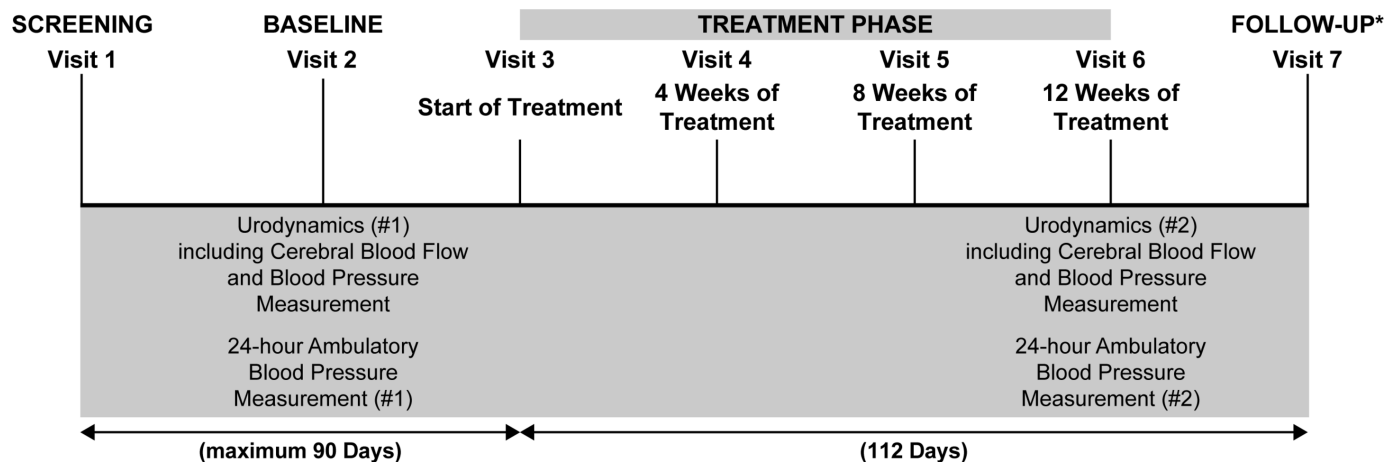 SCREENING BASELINE TREATMENT PHASE FOLLOW-UP*
Visit 1 Visit 2 Visit 3 Visit 4 Visit 5 Visit 6 Visit 7
Start of Treatment
4 Weeks of
Treatment
8 Weeks of
Treatment
12 Weeks of
Treatment
Urodynamics (#1)
including Cerebral Blood Flow
and Blood Pressure
Measurement
24-hour Ambulatory
Blood Pressure
Measurement (#1)
Urodynamics (#2)
including Cerebral Blood Flow
and Blood Pressure
Measurement
24-hour Ambulatory
Blood Pressure
Measurement (#2)
(maximum 90 Days) (112 Days)